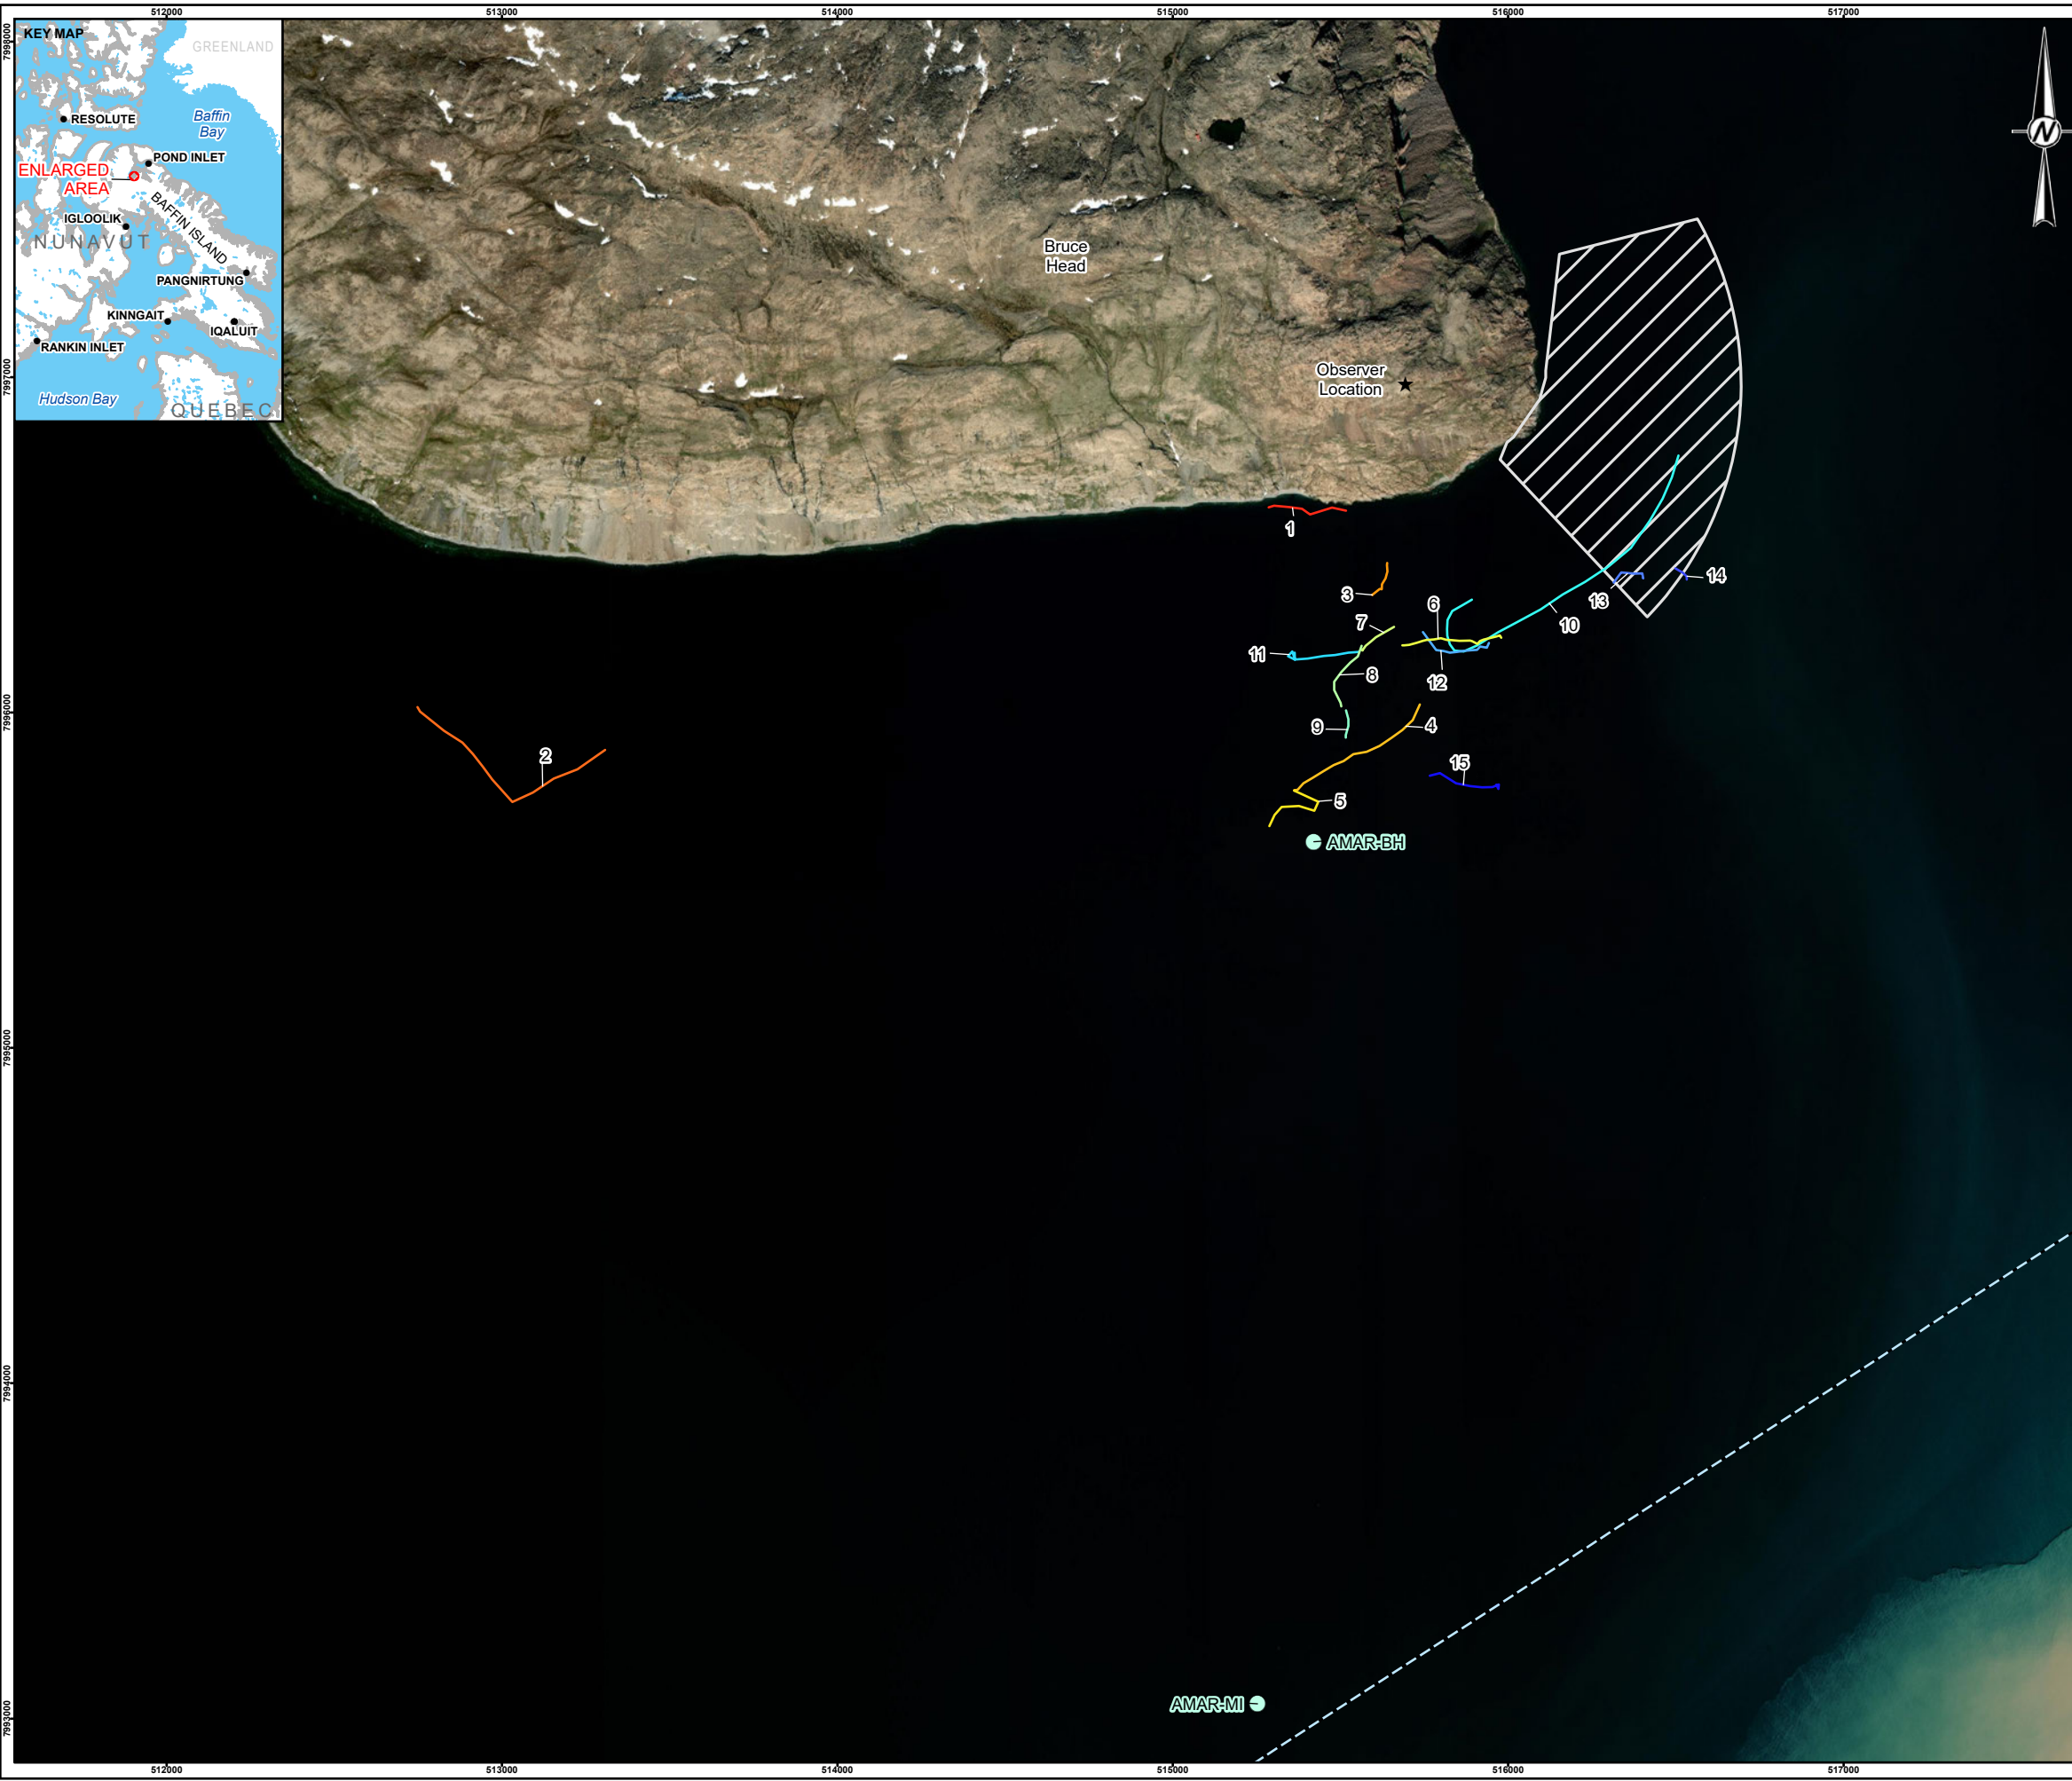 512000
513000
514000
515000
516000
517000
7998000
7997000
7996000
7995000
7994000
7993000
KEY MAP
GREENLAND
Baffin
Bay
RESOLUTE
POND INLET
ENLARGED
AREA
BAFFIN ISLAND
IGLOOLIK
NUNAVUT
PANGNIRTUNG
KINNGAIT
IQALUIT
RANKIN INLET
Hudson Bay
QUEBEC
N
Bruce
Head
Observer
Location
1
3
14
13
6
10
7
11
8
12
9
4
2
15
5
AMAR-BH
AMAR-MI
512000
513000
514000
515000
516000
517000